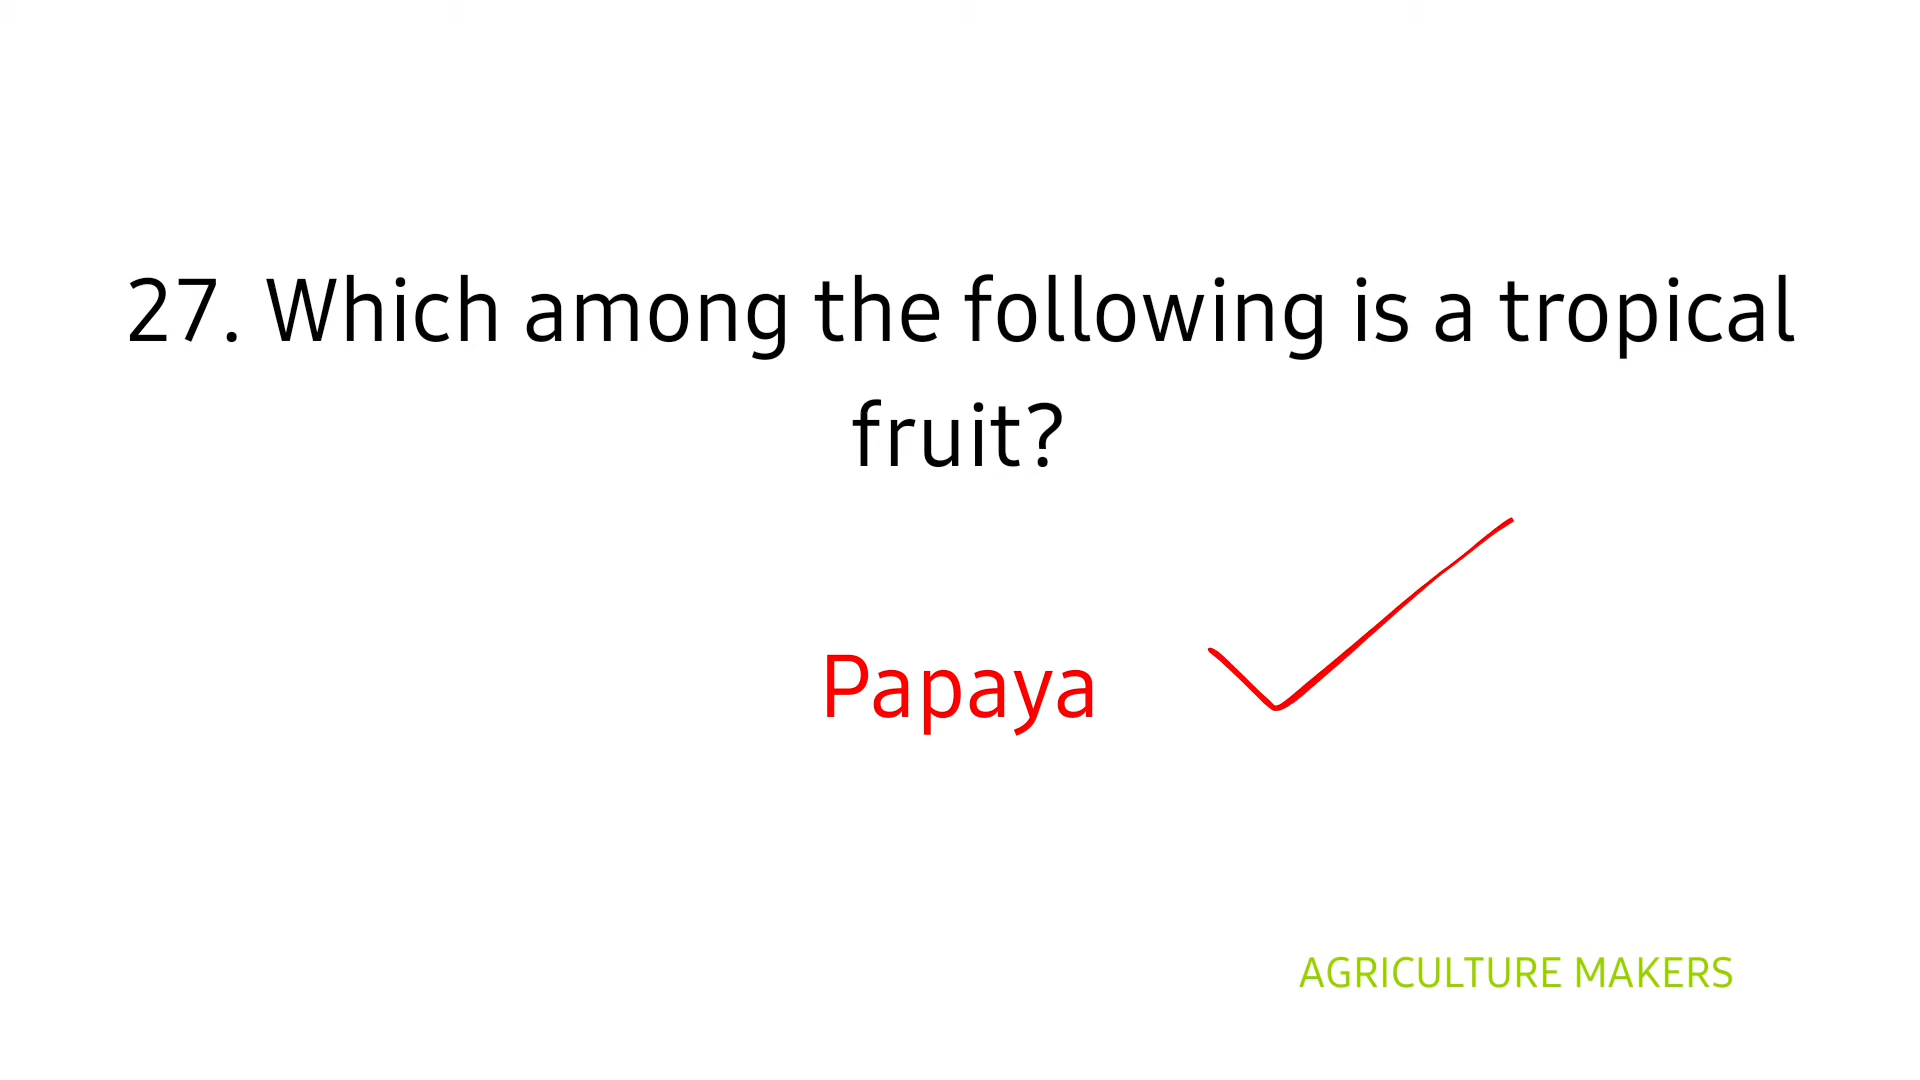 27. Which among the following is a tropical
fruit?
Papaya
AGRICULTURE MAKERS